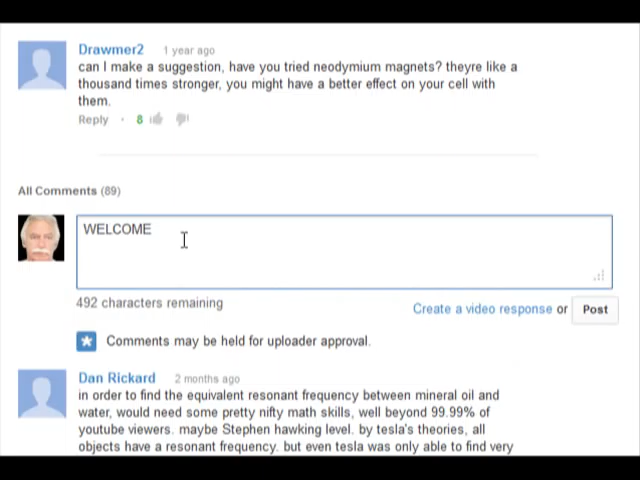 Drawmer2 1 year ago
can I make a suggestion, have you tried neodymium magnets? theyre like a
thousand times stronger, you might have a better effect on your cell with
them.
Reply · 8
All Comments (89)
WELCOME
492 characters remaining
Create a video response or Post
Comments may be held for uploader approval.
Dan Rickard 2 months ago
in order to find the equivalent resonant frequency between mineral oil and
water, would need some pretty nifty math skills, well beyond 99.99% of
youtube viewers. maybe Stephen hawking level. by tesla's theories, all
objects have a resonant frequency. but even tesla was only able to find very